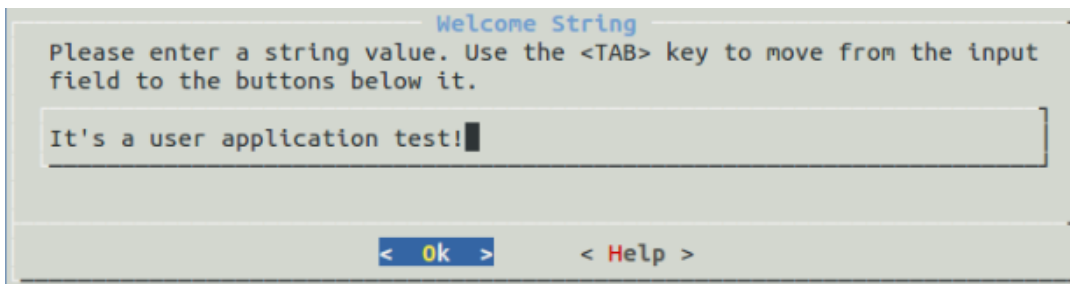 Welcome String
Please enter a string value. Use the <TAB> key to move from the input
field to the buttons below it.
It's a user application test!
< Ok > < Help >